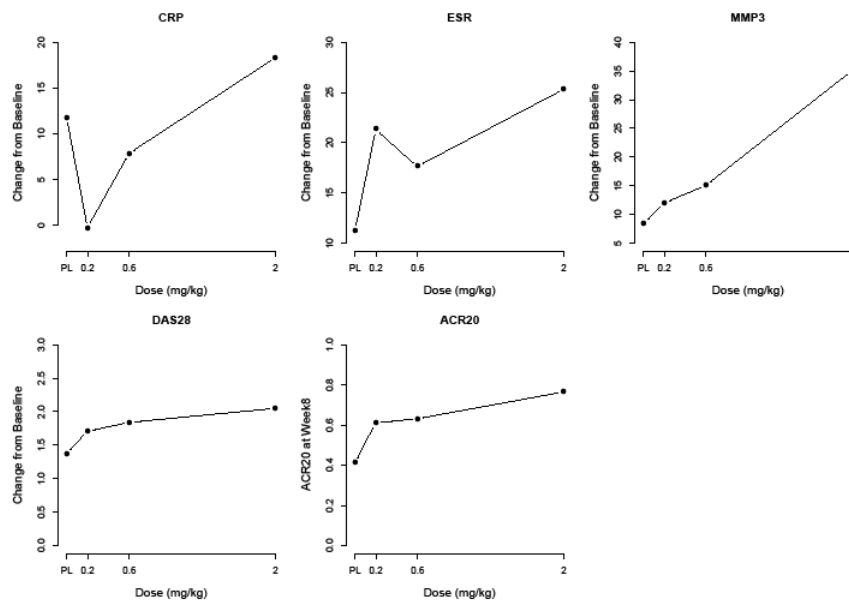 CRP
Change from Baseline
20
15
10
5
0
PL 0.2 0.6 2
Dose (mg/kg)
ESR
Change from Baseline
30
25
20
15
10
PL 0.2 0.6 2
Dose (mg/kg)
MMP3
Change from Baseline
40
35
30
25
20
15
10
5
PL 0.2 0.6
Dose (mg/kg)
DAS28
Change from Baseline
3.0
2.5
2.0
1.5
1.0
0.5
0.0
PL 0.2 0.6 2
Dose (mg/kg)
ACR20
ACR20 at Week8
1.0
0.8
0.6
0.4
0.2
0.0
PL 0.2 0.6 2
Dose (mg/kg)